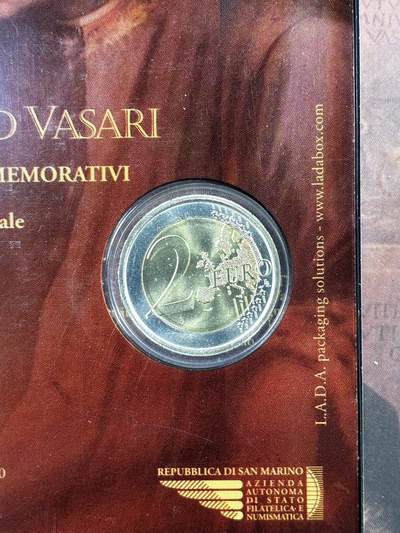 O VASARI
MEMORATIVI
ale
2 EURO
L.A.D.A. packaging solutions - www.ladabox.com
0
REPUBBLICA DI SAN MARINO
AZIENDA
AUTONOMA
DI STATO
FILATELICA E
NUMISMATICA